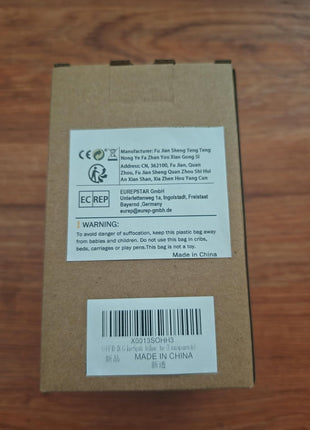 Manufacturer: Fu Jian Sheng Teng Teng
Nong Ye Fa Zhan You Xian Gong Si
Address: CN, 362100, Fu Jian, Quan
Zhou, Fu Jian Sheng Quan Zhou Shi Hui
An Xian Shan, Xia Zhen Hou Yang Cun
CE
EC REP
EUREPSTAR GmbH
Unterlettenweg 1a, Ingolstadt, Freistaat
Bayernd ,Germany
eurep@eurep-gmbh.de
WARNING:
To avoid danger of suffocation, keep this plastic bag away
from babies and children. Do not use this bag in cribs,
beds, carriages or play pens.This bag is not a toy.
Made in China
X0013SOHH3
新品
MADE IN CHINA